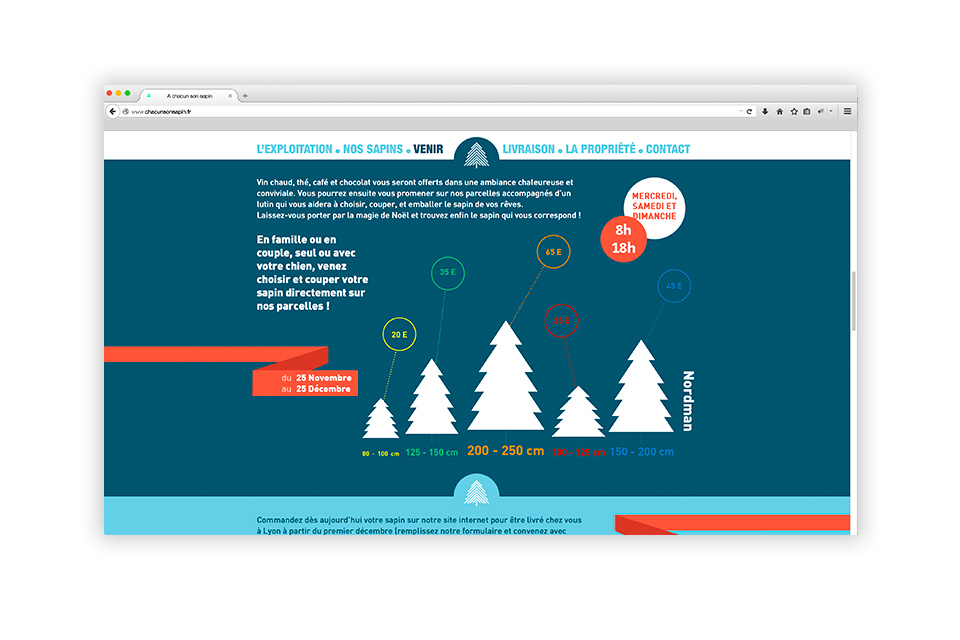 A chacun son sapin
www.chacunsonsapin.fr
L'EXPLOITATION • NOS SAPINS • VENIR
LIVRAISON • LA PROPRIÉTÉ • CONTACT
Vin chaud, thé, café et chocolat vous seront offerts dans une ambiance chaleureuse et
conviviale. Vous pourrez ensuite vous promener sur nos parcelles accompagnés d'un
lutin qui vous aidera à choisir, couper, et emballer le sapin de vos rêves.
Laissez-vous porter par la magie de Noël et trouvez enfin le sapin qui vous correspond !
MERCREDI,
SAMEDI ET
DIMANCHE
8h
18h
En famille ou en
couple, seul ou avec
votre chien, venez
choisir et couper votre
sapin directement sur
nos parcelles !
65 E
35 E
45 E
20 E
du 25 Novembre
au 25 Décembre
Nordman
80 - 100 cm
125 - 150 cm
200 - 250 cm
150 - 200 cm
Commandez dès aujourd'hui votre sapin sur notre site internet pour être livré chez vous
à Lyon à partir du premier décembre (remplissez notre formulaire et convenez avec